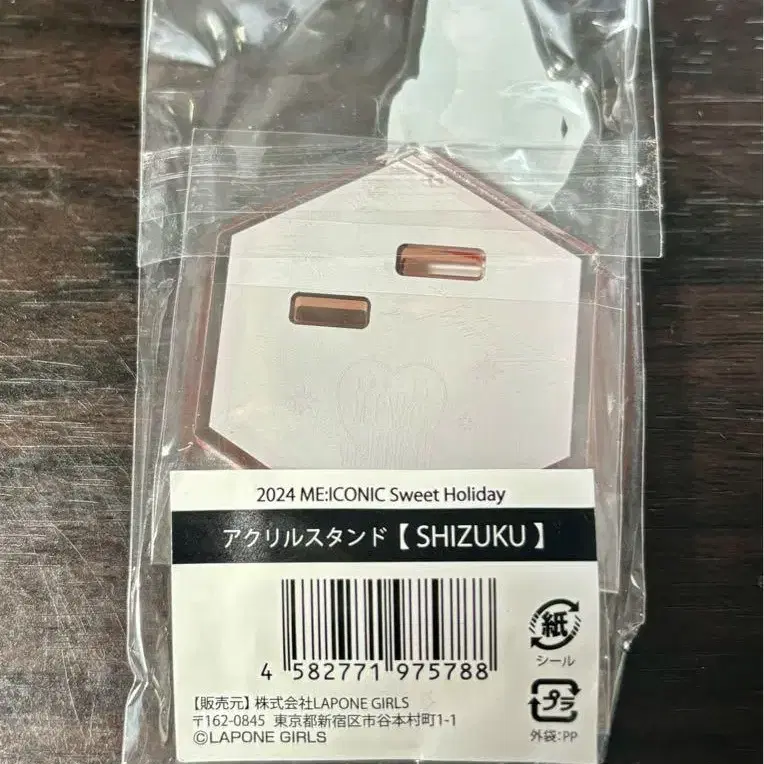 2024 ME:ICONIC Sweet Holiday
アクリルスタンド【 SHIZUKU 】
4 582771 975788
紙
シール
プラ
外袋:PP
【販売元】株式会社LAPONE GIRLS
〒162-0845 東京都新宿区市谷本村町1-1
©LAPONE GIRLS